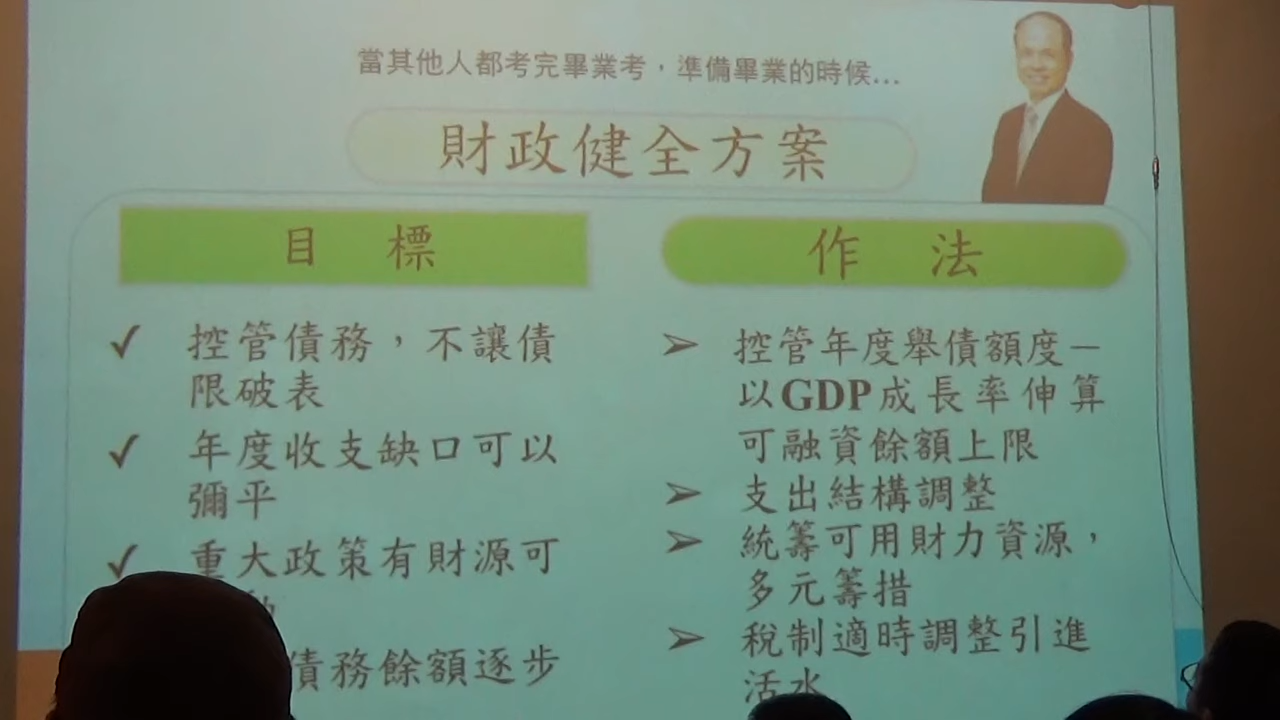 當其他人都考完畢業考，準備畢業的時候...
財政健全方案
目 標
✓ 控管債務，不讓債
限破表
✓ 年度收支缺口可以
彌平
✓ 重大政策有財源可
債務餘額逐步
作 法
➢ 控管年度舉債額度－
以GDP成長率伸算
可融資餘額上限
➢ 支出結構調整
➢ 統籌可用財力資源，
多元籌措
➢ 稅制適時調整引進
活水